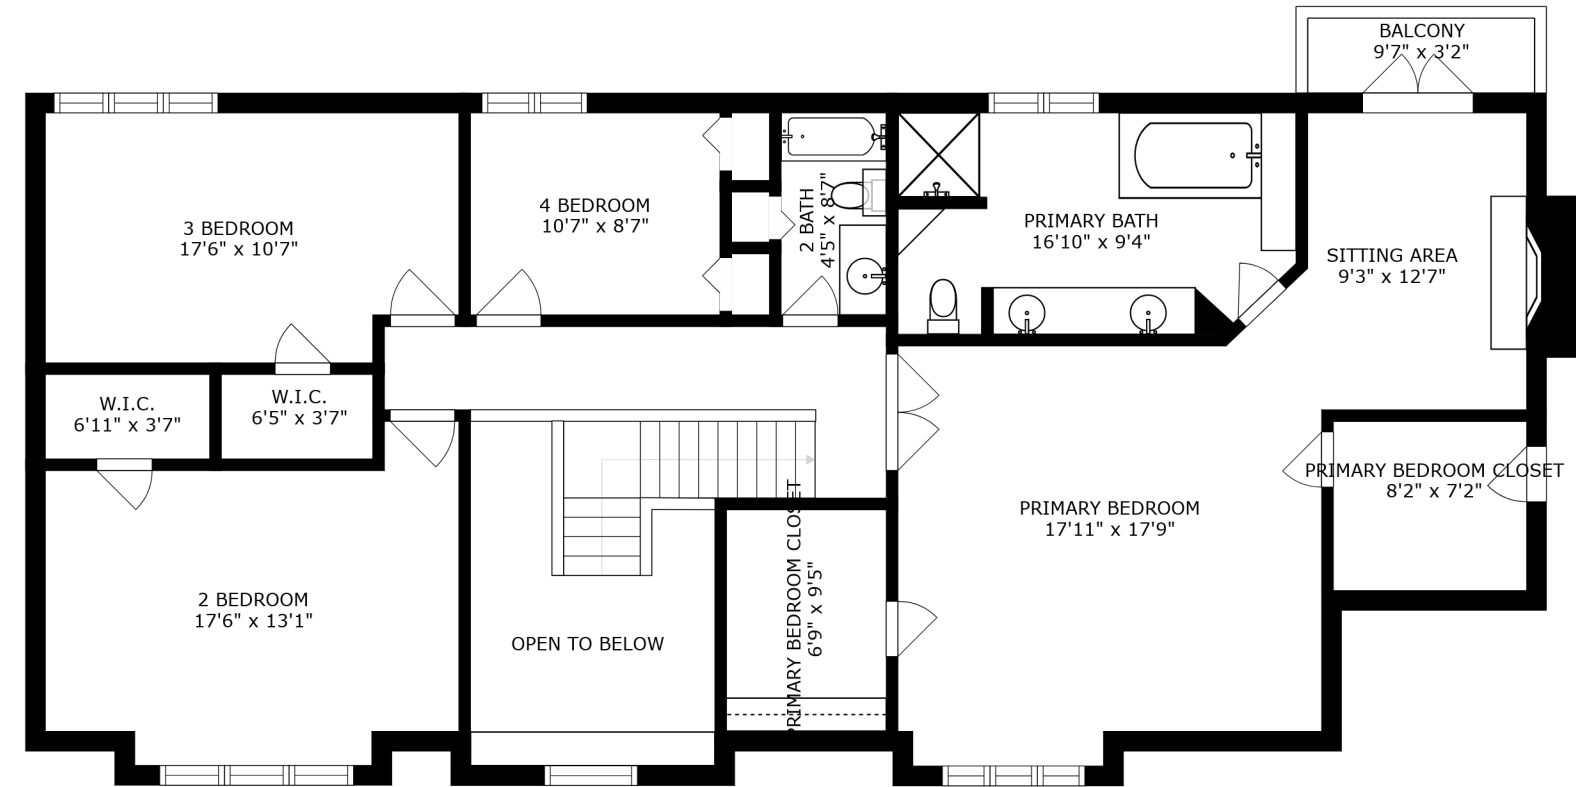 BALCONY
9'7" x 3'2"
3 BEDROOM
17'6" x 10'7"
4 BEDROOM
10'7" x 8'7"
2 BATH
4'5" x 8'7"
PRIMARY BATH
16'10" x 9'4"
SITTING AREA
9'3" x 12'7"
W.I.C.
6'11" x 3'7"
W.I.C.
6'5" x 3'7"
PRIMARY BEDROOM CLOSET
8'2" x 7'2"
PRIMARY BEDROOM
17'11" x 17'9"
2 BEDROOM
17'6" x 13'1"
OPEN TO BELOW
PRIMARY BEDROOM CLOSET
6'9" x 9'5"